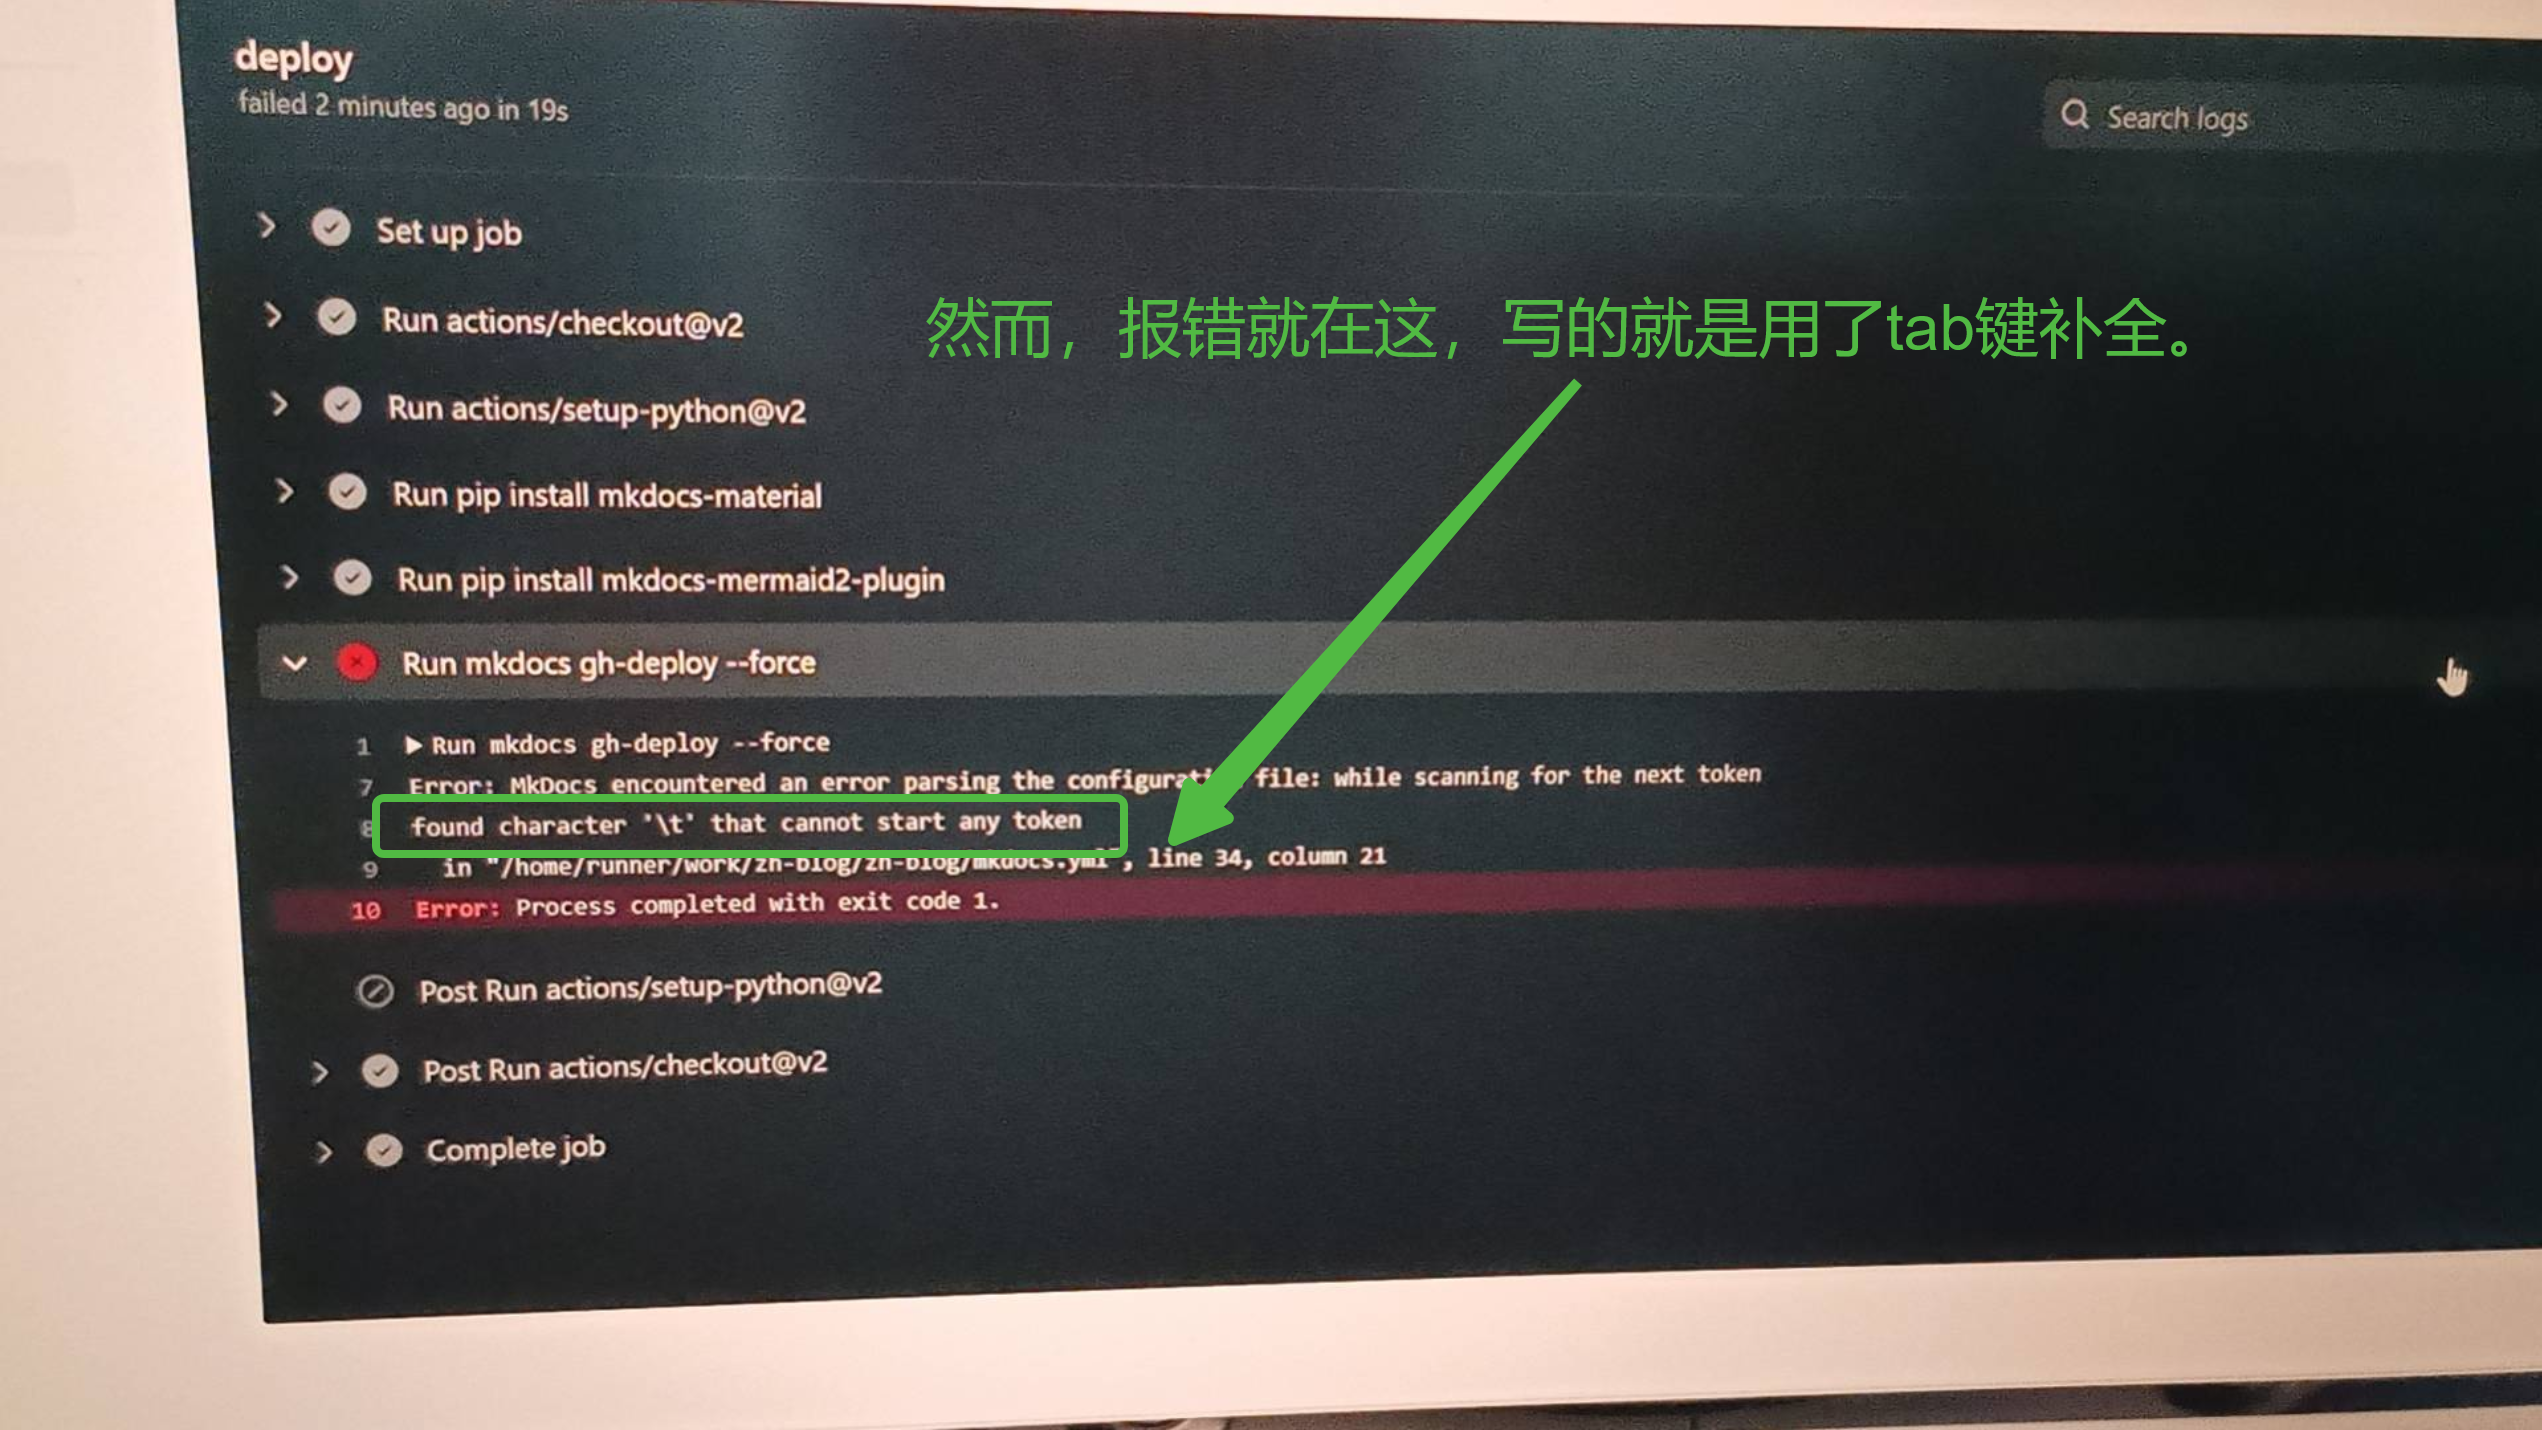 deploy
failed 2 minutes ago in 19s
Search logs
Set up job
Run actions/checkout@v2
然而，报错就在这，写的就是用了tab键补全。
Run actions/setup-python@v2
Run pip install mkdocs-material
Run pip install mkdocs-mermaid2-plugin
Run mkdocs gh-deploy --force
1 Run mkdocs gh-deploy --force
7 Error: MkDocs encountered an error parsing the configurati file: while scanning for the next token
8 found character '\t' that cannot start any token
9 in "/home/runner/work/zh-blog/zh-blog/mkdocs.yml", line 34, column 21
10 Error: Process completed with exit code 1.
Post Run actions/setup-python@v2
Post Run actions/checkout@v2
Complete job